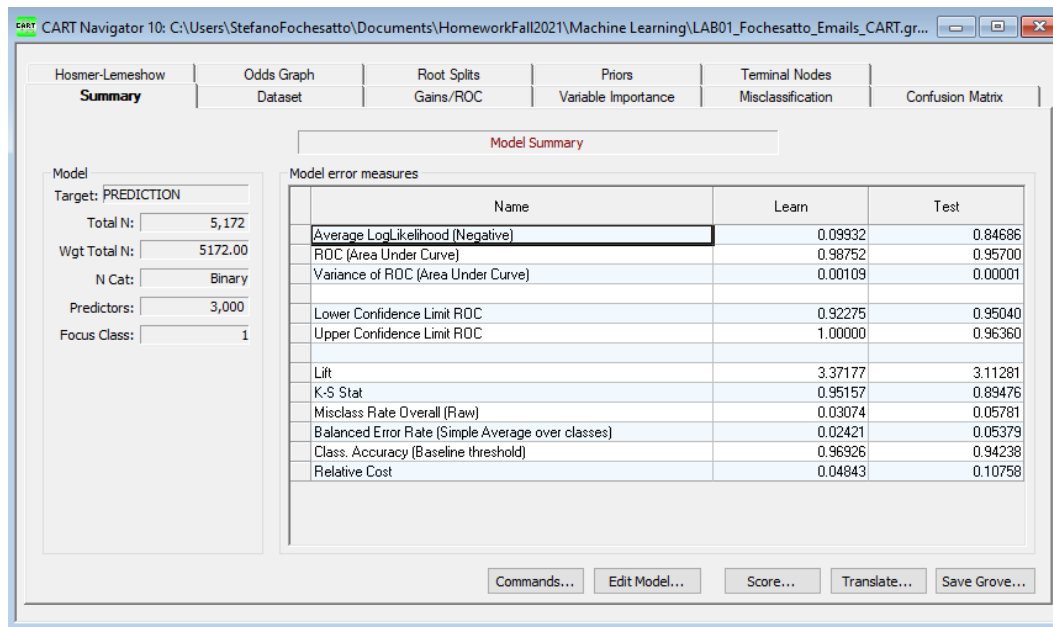 CART Navigator 10: C:\Users\StefanoFochesatto\Documents\HomeworkFall2021\Machine Learning\LAB01_Fochesatto_Emails_CART.gr...
Hosmer-Lemeshow Odds Graph Root Splits Priors Terminal Nodes
Summary Dataset Gains/ROC Variable Importance Misclassification Confusion Matrix
Model Summary
Model
Target: PREDICTION
Total N: 5,172
Wgt Total N: 5172.00
N Cat: Binary
Predictors: 3,000
Focus Class: 1
Model error measures
Name Learn Test
Average LogLikelihood (Negative) 0.09932 0.84686
ROC (Area Under Curve) 0.98752 0.95700
Variance of ROC (Area Under Curve) 0.00109 0.00001
Lower Confidence Limit ROC 0.92275 0.95040
Upper Confidence Limit ROC 1.00000 0.96360
Lift 3.37177 3.11281
K-S Stat 0.95157 0.89476
Misclass Rate Overall (Raw) 0.03074 0.05781
Balanced Error Rate (Simple Average over classes) 0.02421 0.05379
Class. Accuracy (Baseline threshold) 0.96926 0.94238
Relative Cost 0.04843 0.10758
Commands... Edit Model... Score... Translate... Save Grove...